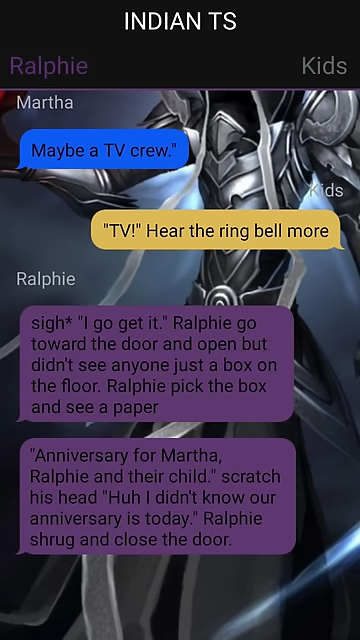 INDIAN TS
Ralphie Kids
Martha
Maybe a TV crew."
Kids
"TV!" Hear the ring bell more
Ralphie
sigh* "I go get it." Ralphie go
toward the door and open but
didn't see anyone just a box on
the floor. Ralphie pick the box
and see a paper
"Anniversary for Martha,
Ralphie and their child." scratch
his head "Huh I didn't know our
anniversary is today." Ralphie
shrug and close the door.